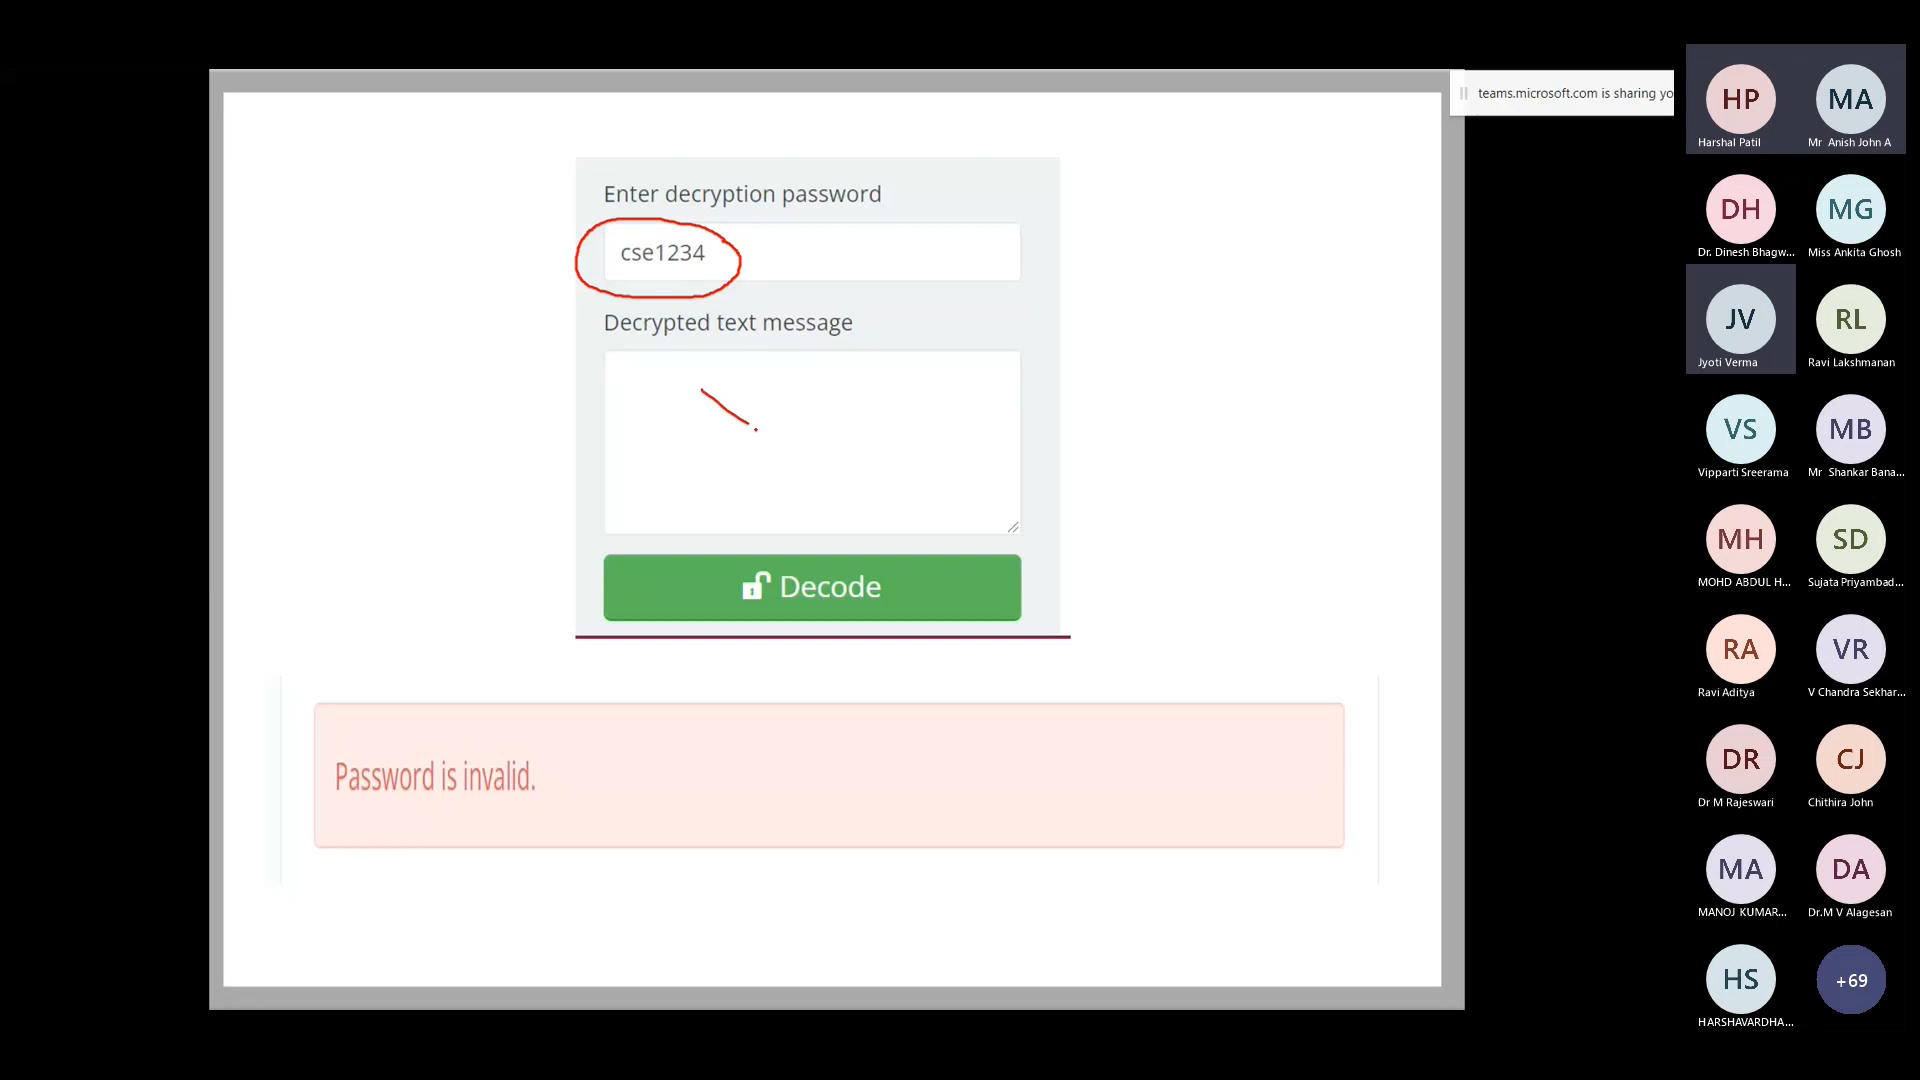 teams.microsoft.com is sharing yo
Enter decryption password
cse1234
Decrypted text message
Decode
Password is invalid.
HP
Harshal Patil
MA
Mr Anish John A
DH
Dr. Dinesh Bhagw...
MG
Miss Ankita Ghosh
JV
Jyoti Verma
RL
Ravi Lakshmanan
VS
Vipparti Sreerama
MB
Mr Shankar Bana...
MH
MOHD ABDUL H...
SD
Sujata Priyambad...
RA
Ravi Aditya
VR
V Chandra Sekhar...
DR
Dr M Rajeswari
CJ
Chithira John
MA
MANOJ KUMAR...
DA
Dr.M V Alagesan
HS
HARSHAVARDHA...
+69